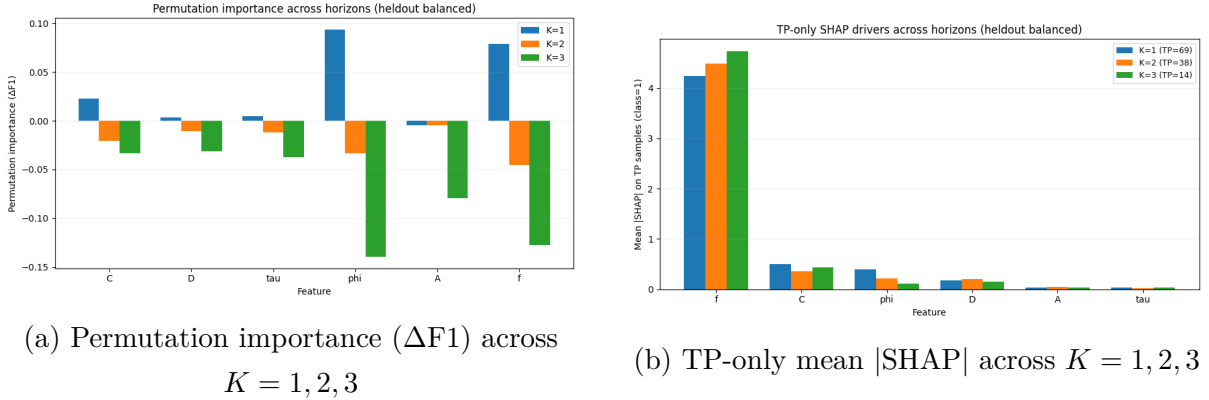 Permutation importance across horizons (heldout balanced)
Permutation importance (ΔF1)
0.10
0.05
0.00
−0.05
−0.10
−0.15
K=1
K=2
K=3
C D tau phi A f
Feature
(a) Permutation importance (ΔF1) across
K = 1, 2, 3
TP-only SHAP drivers across horizons (heldout balanced)
Mean |SHAP| on TP samples (class=1)
4
3
2
1
0
K=1 (TP=69)
K=2 (TP=38)
K=3 (TP=14)
f C phi D A tau
Feature
(b) TP-only mean |SHAP| across K = 1, 2, 3